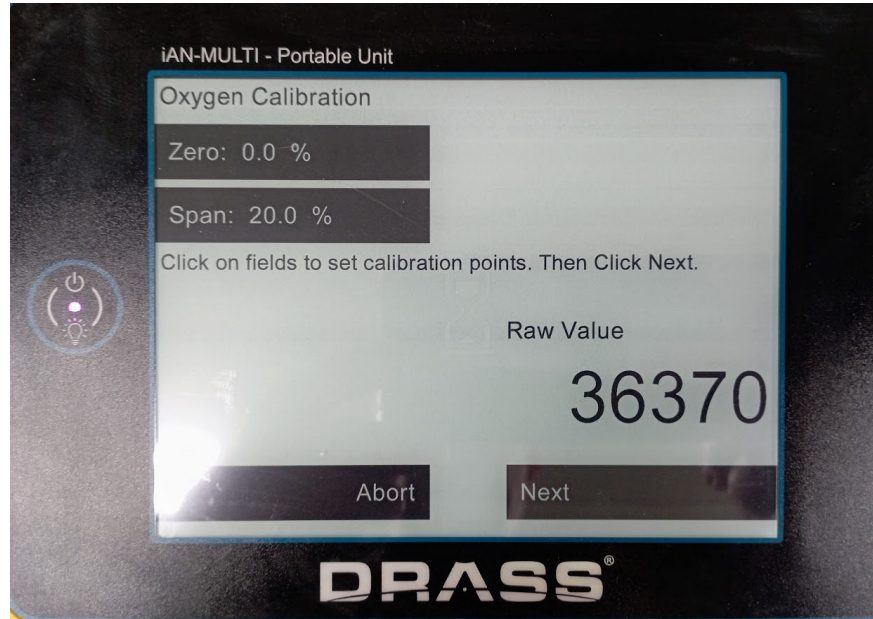 iAN-MULTI - Portable Unit
Oxygen Calibration
Zero: 0.0 %
Span: 20.0 %
Click on fields to set calibration points. Then Click Next.
Raw Value
36370
Abort
Next
DRASS®